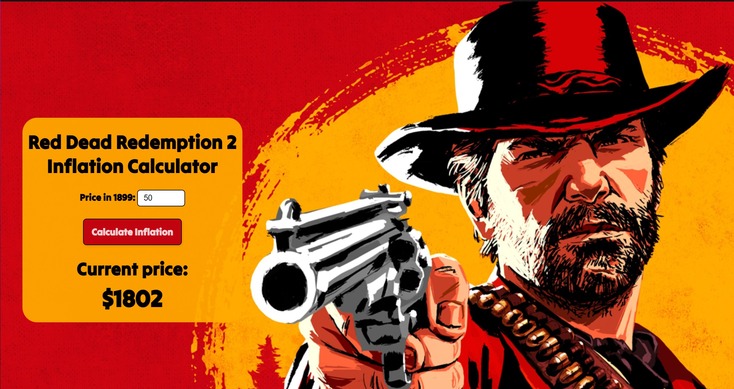 Red Dead Redemption 2
Inflation Calculator
Price in 1899: 50
Calculate Inflation
Current price:
$1802